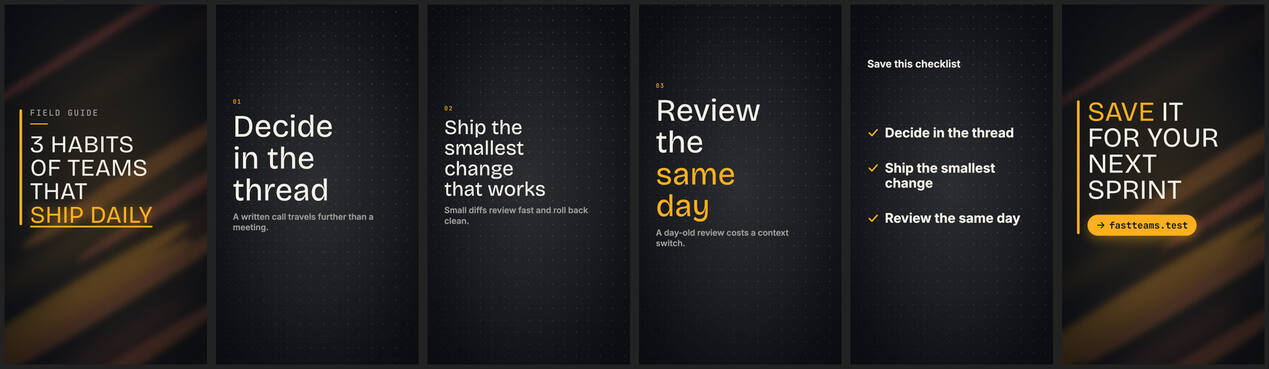 FIELD GUIDE
3 HABITS
OF TEAMS
THAT
SHIP DAILY
01
Decide
in the
thread
A written call travels further than a
meeting.
02
Ship the
smallest
change
that works
Small diffs review fast and roll back
clean.
03
Review
the
same
day
A day-old review costs a context
switch.
Save this checklist
✓ Decide in the thread
✓ Ship the smallest
change
✓ Review the same day
SAVE IT
FOR YOUR
NEXT
SPRINT
→ fastteams.test